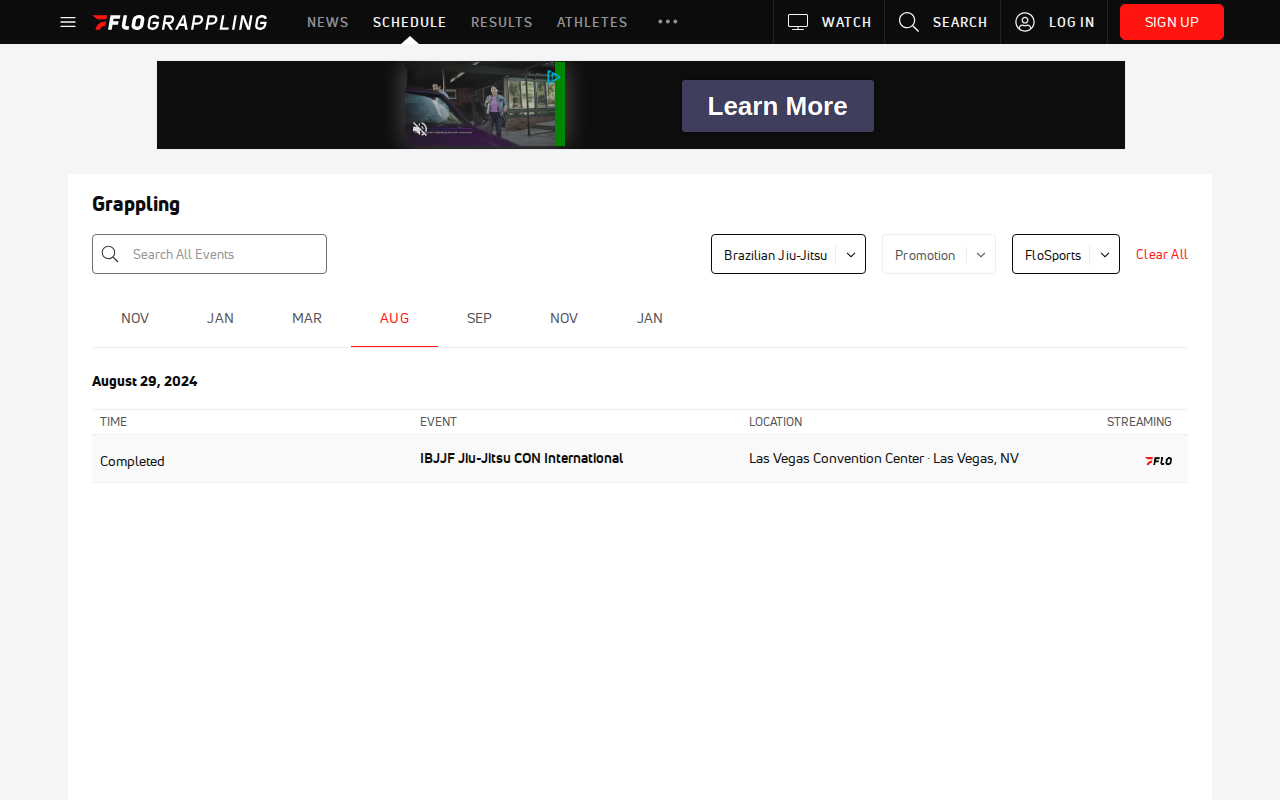 FLOGRAPPLING NEWS SCHEDULE RESULTS ATHLETES WATCH SEARCH LOG IN SIGN UP
Learn More
Grappling
Search All Events Brazilian Jiu-Jitsu Promotion FloSports Clear All
NOV JAN MAR AUG SEP NOV JAN
August 29, 2024
TIME EVENT LOCATION STREAMING
Completed IBJJF Jiu-Jitsu CON International Las Vegas Convention Center · Las Vegas, NV FLO